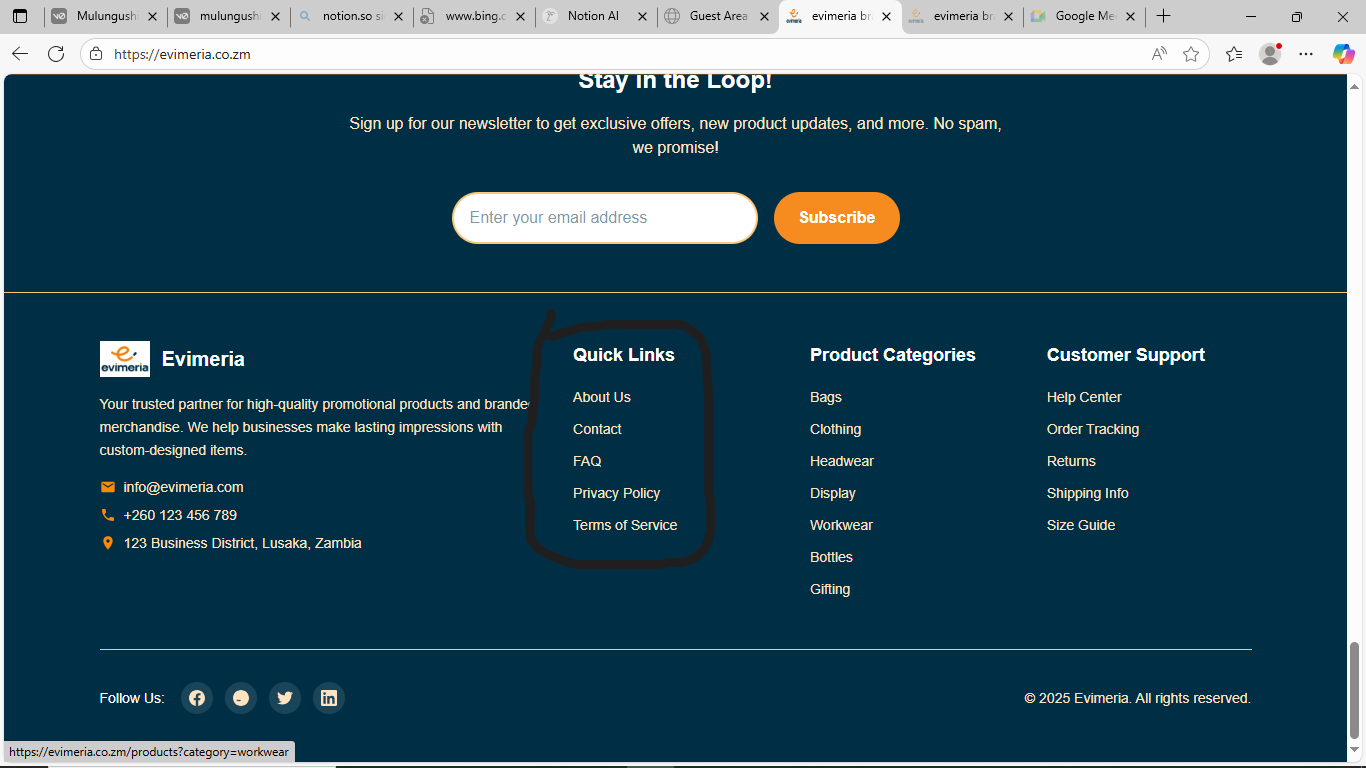 Mulungush
mulungushi
notion.so si
www.bing.c
Notion AI
Guest Area
evimeria br
evimeria br
Google Me
https://evimeria.co.zm
Stay in the Loop!
Sign up for our newsletter to get exclusive offers, new product updates, and more. No spam,
we promise!
Enter your email address
Subscribe
evimeria
Evimeria
Your trusted partner for high-quality promotional products and brande
merchandise. We help businesses make lasting impressions with
custom-designed items.
info@evimeria.com
+260 123 456 789
123 Business District, Lusaka, Zambia
Quick Links
About Us
Contact
FAQ
Privacy Policy
Terms of Service
Product Categories
Bags
Clothing
Headwear
Display
Workwear
Bottles
Gifting
Customer Support
Help Center
Order Tracking
Returns
Shipping Info
Size Guide
Follow Us:
© 2025 Evimeria. All rights reserved.
https://evimeria.co.zm/products?category=workwear